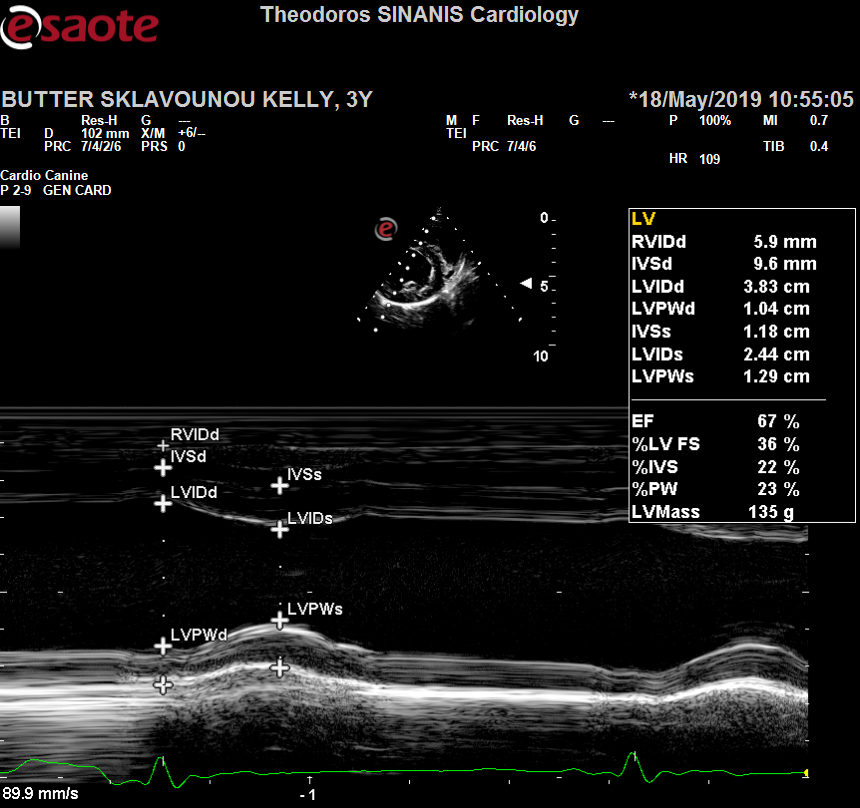 esaote
Theodoros SINANIS Cardiology
BUTTER SKLAVOUNOU KELLY, 3Y
*18/May/2019 10:55:05
B Res-H G ---
TEI D 102 mm X/M +6/--
PRC 7/4/2/6 PRS 0
M F Res-H G --- P 100% MI 0.7
TEI
PRC 7/4/6 TIB 0.4
HR 109
Cardio Canine
P 2-9 GEN CARD
e
0
5
10
LV
RVIDd 5.9 mm
IVSd 9.6 mm
LVIDd 3.83 cm
LVPWd 1.04 cm
IVSs 1.18 cm
LVIDs 2.44 cm
LVPWs 1.29 cm
EF 67 %
%LV FS 36 %
%IVS 22 %
%PW 23 %
LVMass 135 g
RVIDd
IVSd
IVSs
LVIDd
LVIDs
LVPWs
LVPWd
89.9 mm/s
-1